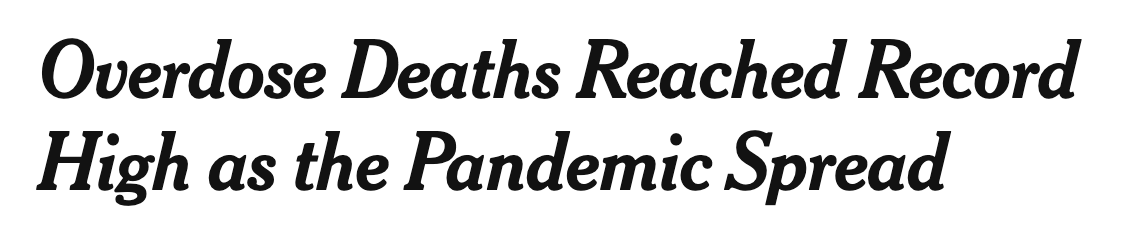 Overdose Deaths Reached Record
High as the Pandemic Spread